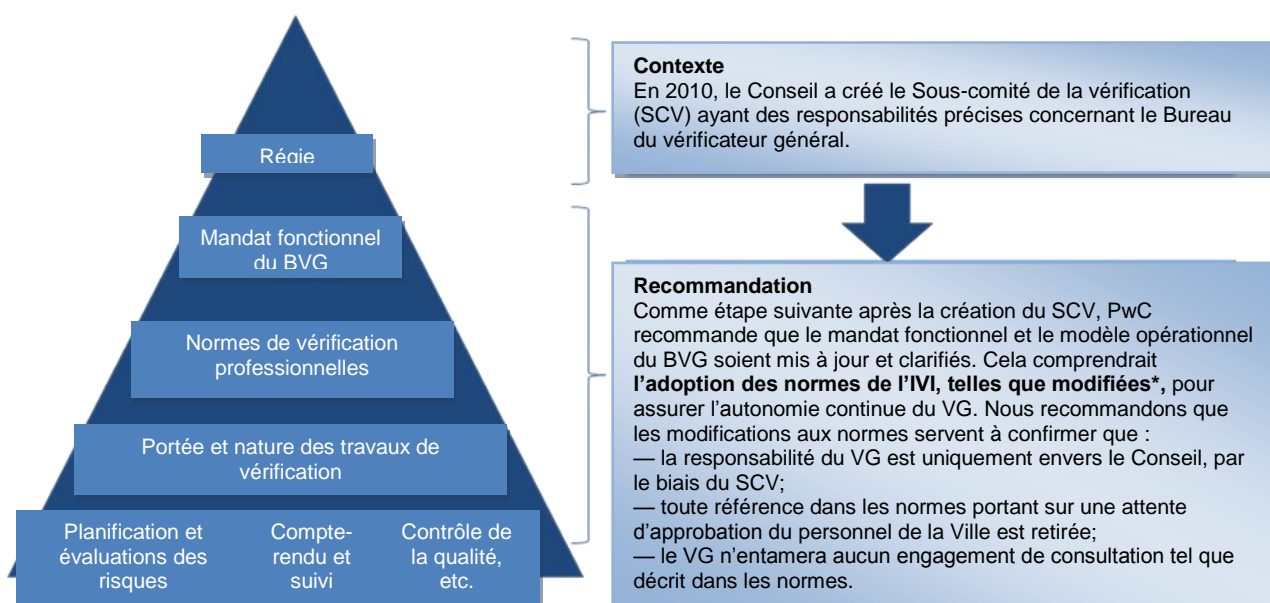 Régie
Mandat fonctionnel
du BVG
Normes de vérification
professionnelles
Portée et nature des travaux de
vérification
Planification et
évaluations des
risques
Compte-
rendu et
suivi
Contrôle de
la qualité,
etc.
Contexte
En 2010, le Conseil a créé le Sous-comité de la vérification
(SCV) ayant des responsabilités précises concernant le Bureau
du vérificateur général.
Recommandation
Comme étape suivante après la création du SCV, PwC
recommande que le mandat fonctionnel et le modèle opérationnel
du BVG soient mis à jour et clarifiés. Cela comprendrait
l’adoption des normes de l’IVI, telles que modifiées*, pour
assurer l’autonomie continue du VG. Nous recommandons que
les modifications aux normes servent à confirmer que :
— la responsabilité du VG est uniquement envers le Conseil, par
le biais du SCV;
— toute référence dans les normes portant sur une attente
d’approbation du personnel de la Ville est retirée;
— le VG n’entamera aucun engagement de consultation tel que
décrit dans les normes.